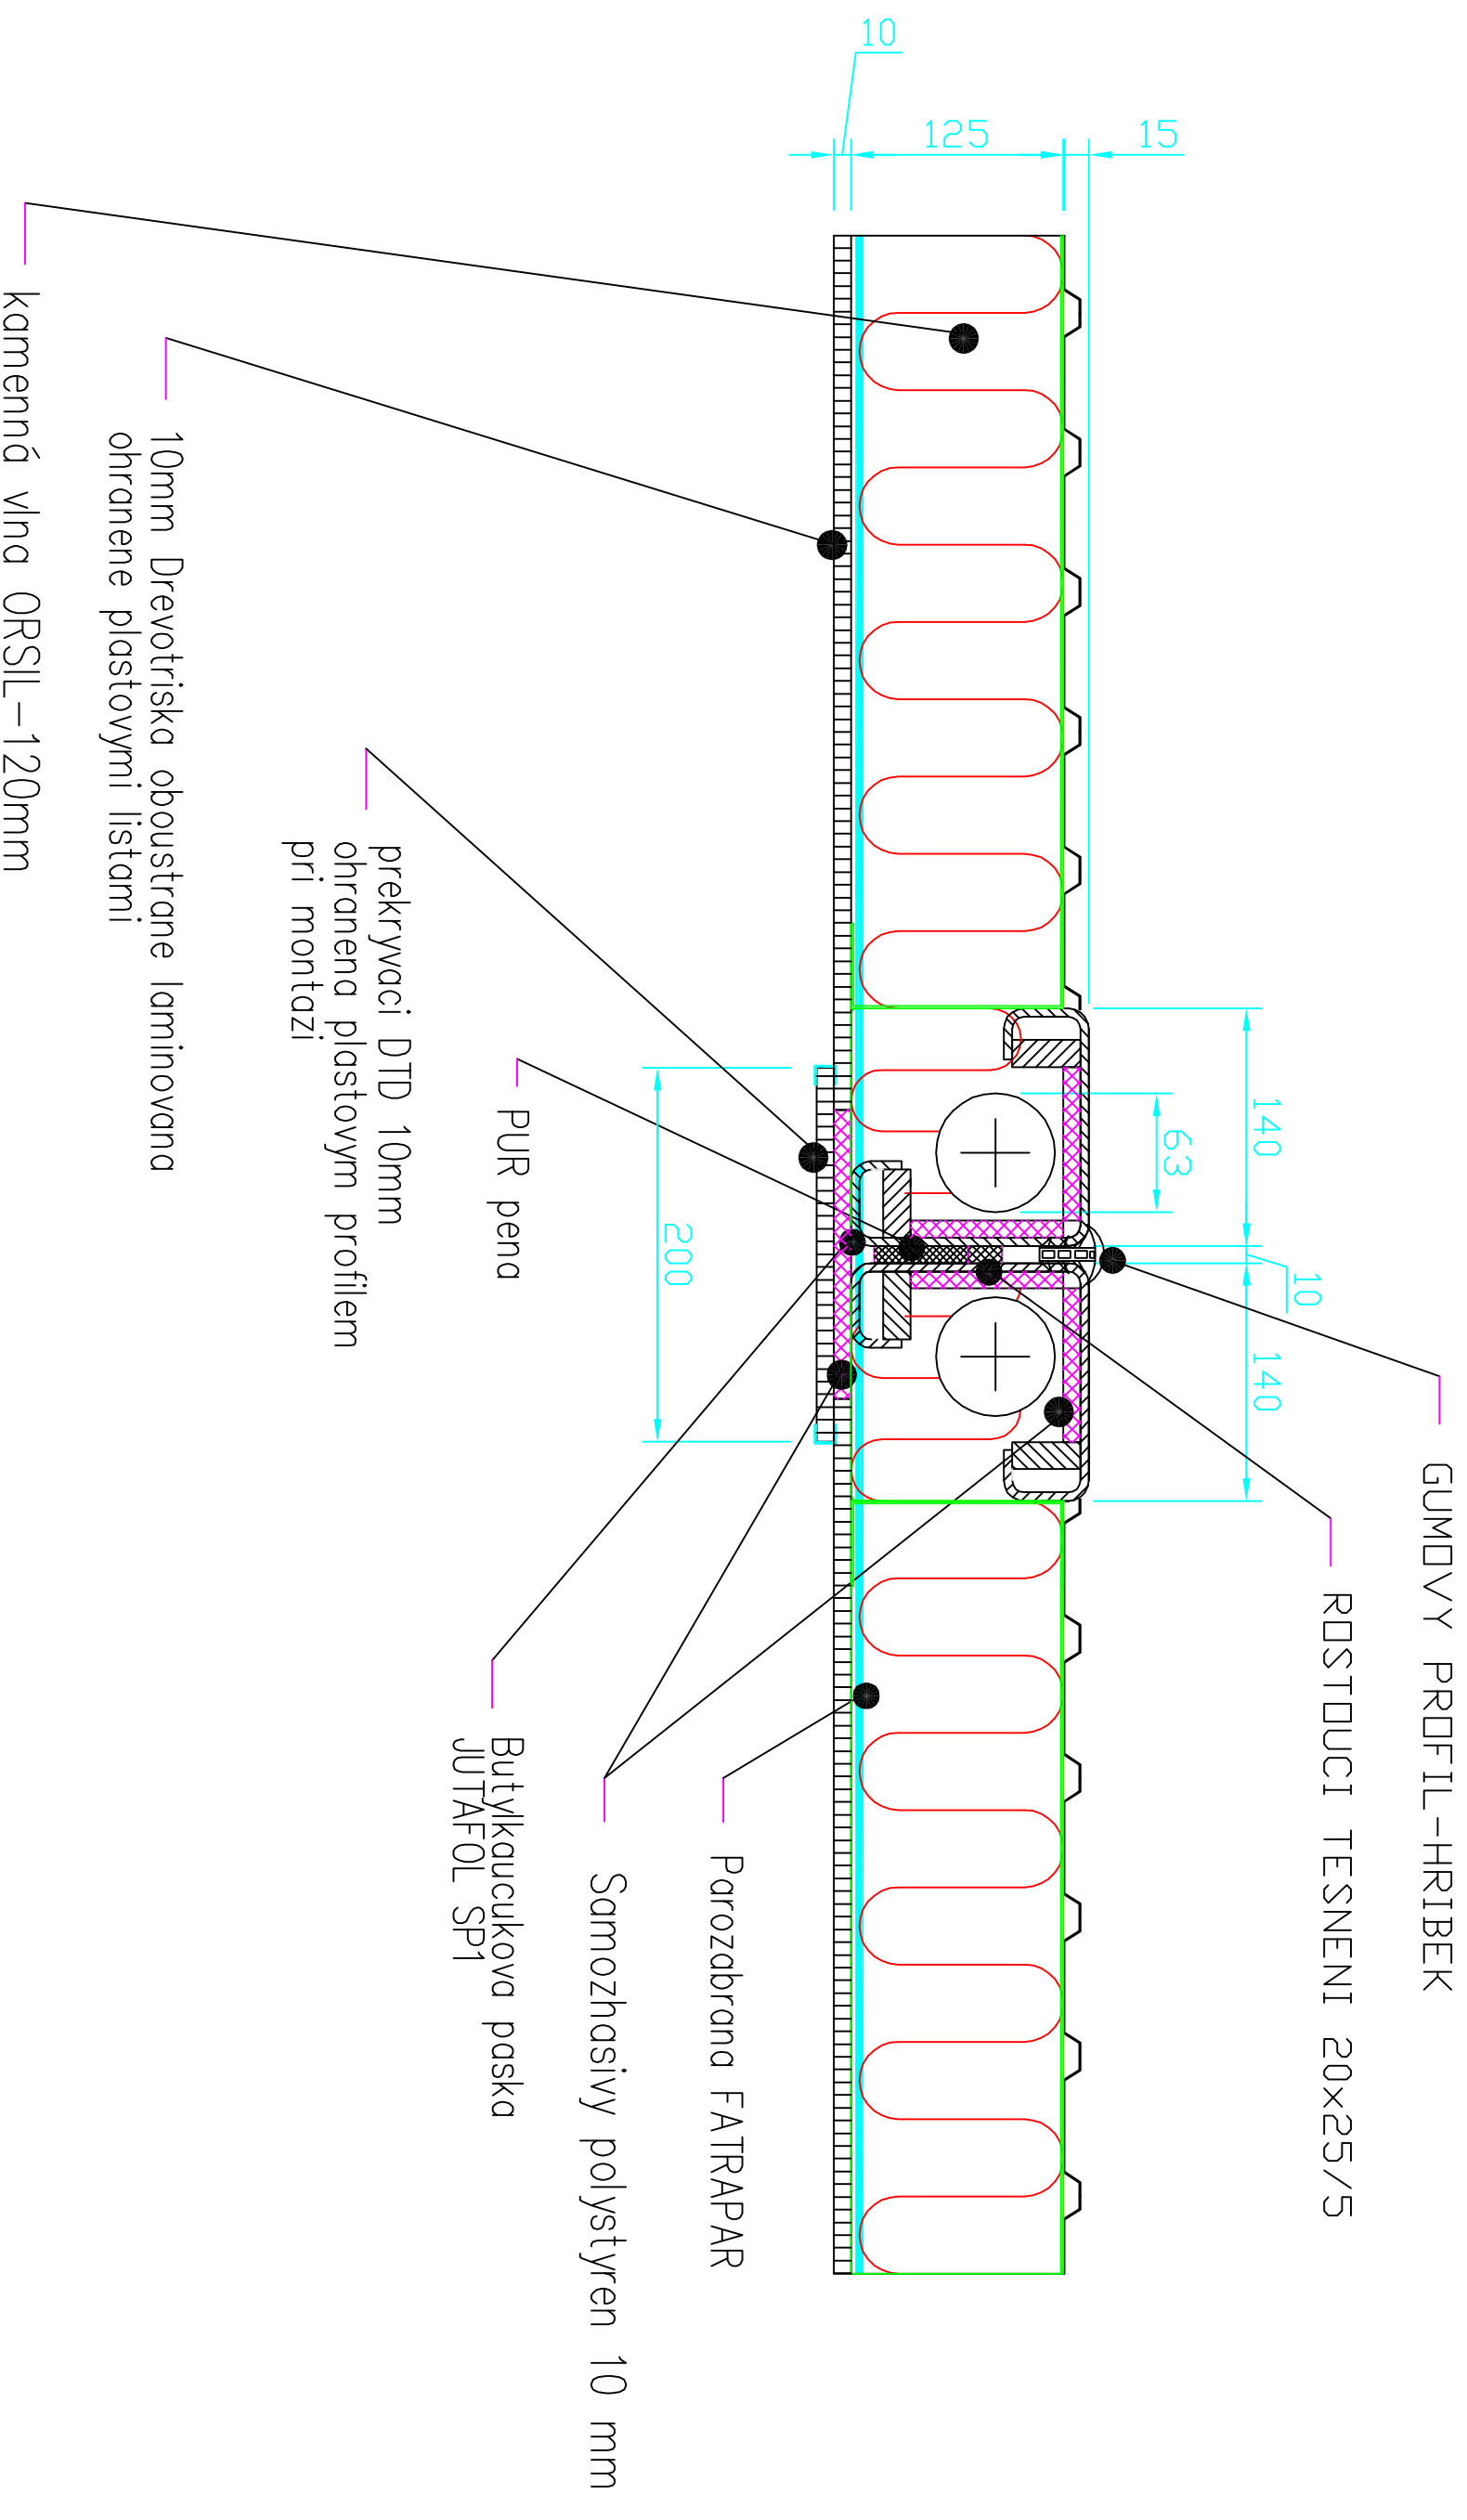 GUMOVY PROFIL-HRIBEK
ROSTOUCI TESNENI 20x25/5
10
140
140
63
15
125
10
200
Parozabrana FATRAPAR
Samozhasivy polystyren 10 mm
Butylkaucukova paska
JUTAFOL SP1
PUR pena
prekryvaci DTD 10mm
ohranena plastovym profilem
pri montazi
10mm Drevotriska oboustrane laminovana
ohranene plastovymi listami
kamenná vlna ORSIL-120mm